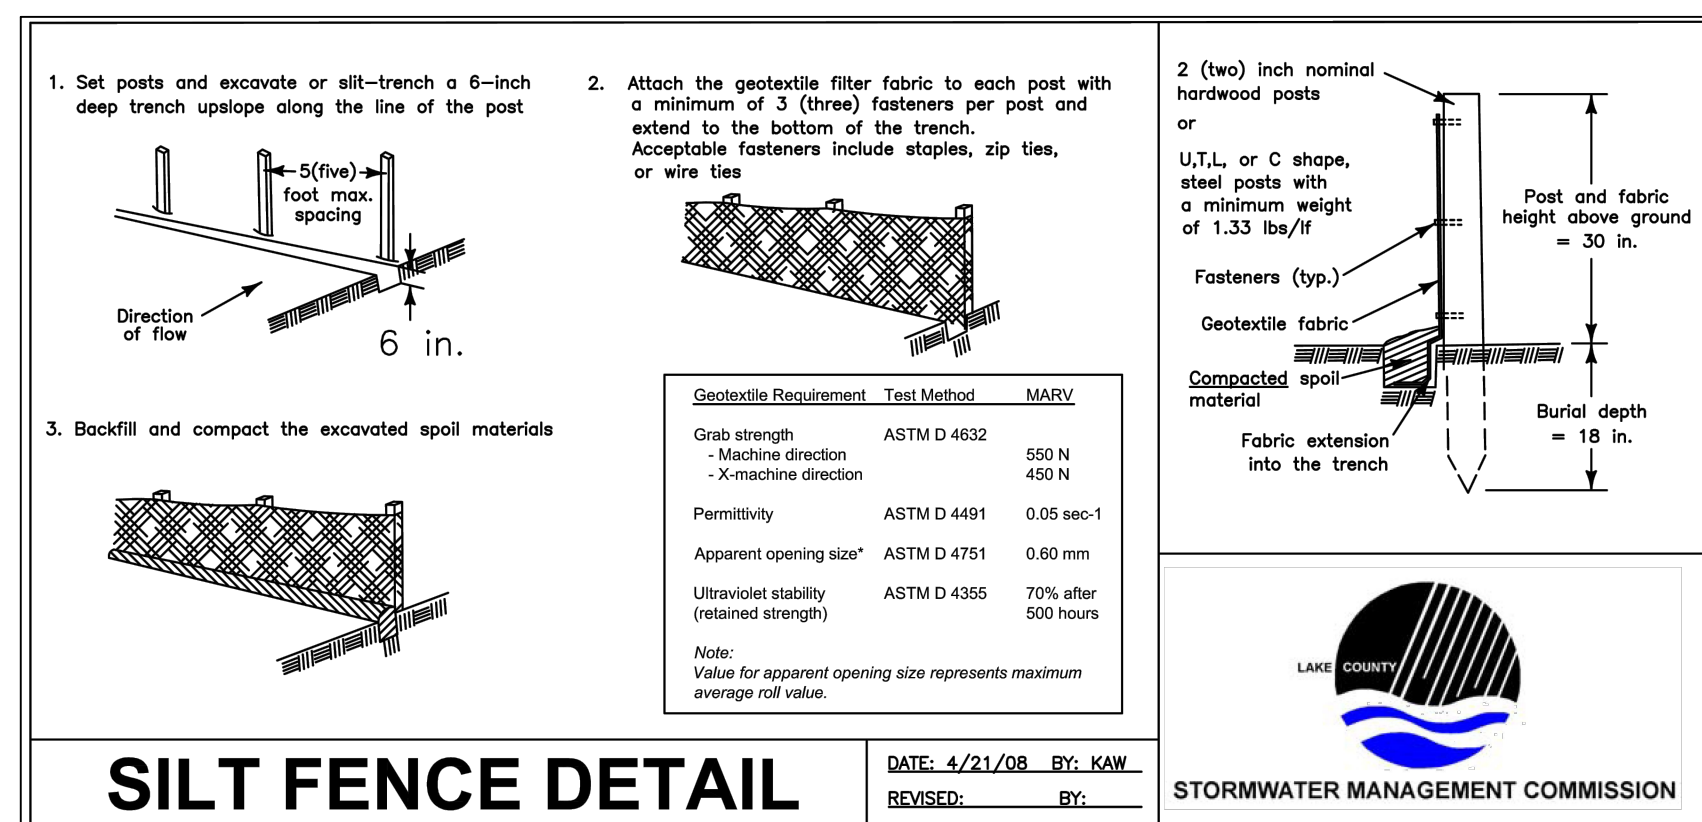 1. Set posts and excavate or slit-trench a 6-inch
deep trench upslope along the line of the post
5(five)
foot max.
spacing
Direction
of flow
6 in.
2. Attach the geotextile filter fabric to each post with
a minimum of 3 (three) fasteners per post and
extend to the bottom of the trench.
Acceptable fasteners include staples, zip ties,
or wire ties
3. Backfill and compact the excavated spoil materials
Geotextile Requirement Test Method MARV
Grab strength ASTM D 4632
- Machine direction 550 N
- X-machine direction 450 N
Permittivity ASTM D 4491 0.05 sec-1
Apparent opening size* ASTM D 4751 0.60 mm
Ultraviolet stability ASTM D 4355 70% after
(retained strength) 500 hours
Note:
Value for apparent opening size represents maximum
average roll value.
2 (two) inch nominal
hardwood posts
or
U,T,L, or C shape,
steel posts with
a minimum weight
of 1.33 lbs/lf
Fasteners (typ.)
Geotextile fabric
Compacted spoil
material
Fabric extension
into the trench
Post and fabric
height above ground
= 30 in.
Burial depth
= 18 in.
SILT FENCE DETAIL
DATE: 4/21/08 BY: KAW
REVISED: BY:
LAKE COUNTY
STORMWATER MANAGEMENT COMMISSION